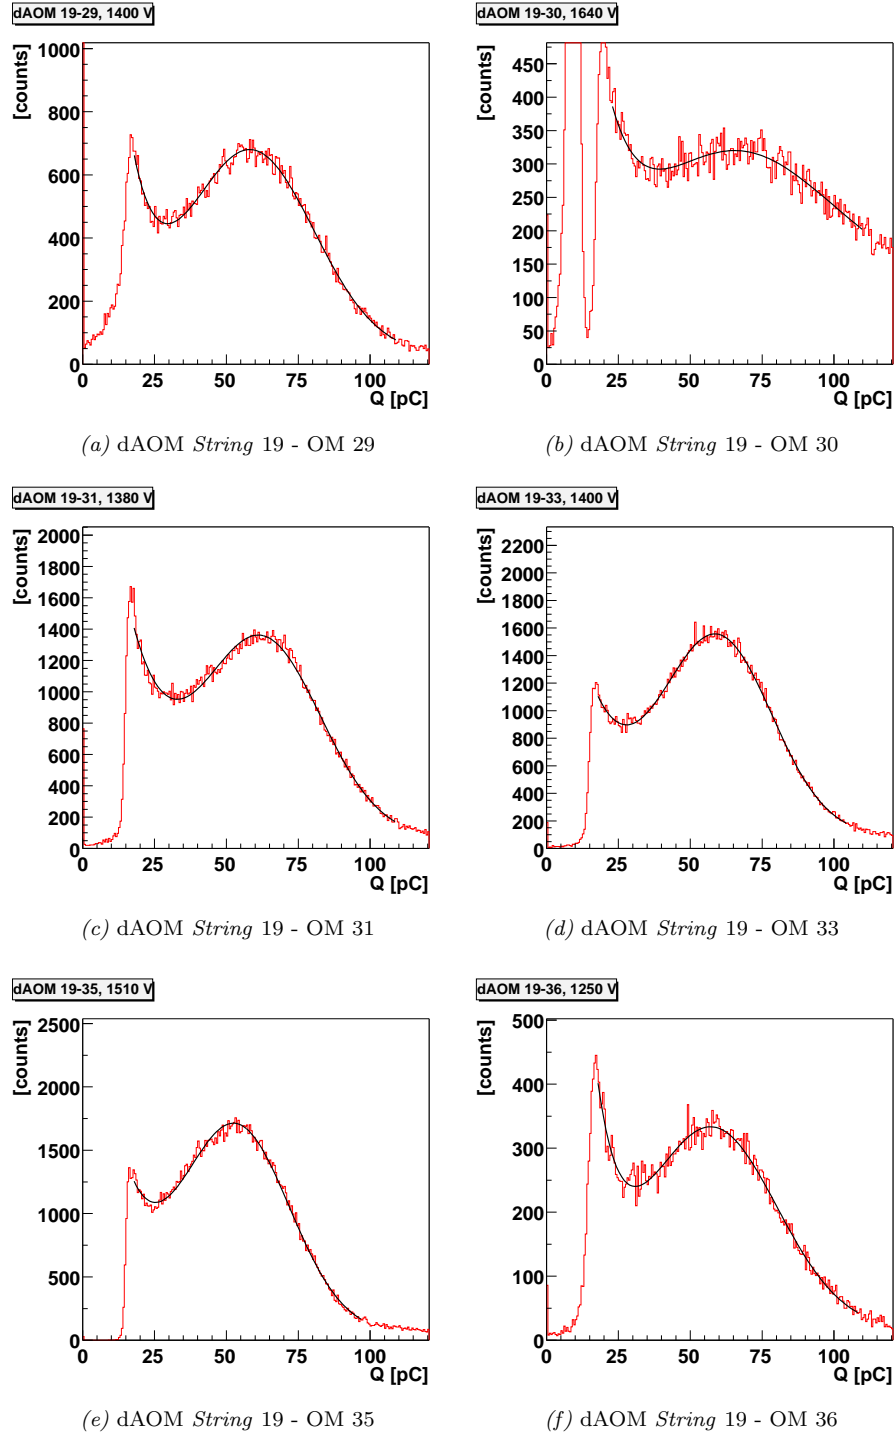 dAOM 19-29, 1400 V
[counts]
1000
800
600
400
200
0
0 25 50 75 100
Q [pC]
(a) dAOM String 19 - OM 29
dAOM 19-30, 1640 V
[counts]
450
400
350
300
250
200
150
100
50
0
0 25 50 75 100
Q [pC]
(b) dAOM String 19 - OM 30
dAOM 19-31, 1380 V
[counts]
2000
1800
1600
1400
1200
1000
800
600
400
200
0
0 25 50 75 100
Q [pC]
(c) dAOM String 19 - OM 31
dAOM 19-33, 1400 V
[counts]
2200
2000
1800
1600
1400
1200
1000
800
600
400
200
0
0 25 50 75 100
Q [pC]
(d) dAOM String 19 - OM 33
dAOM 19-35, 1510 V
[counts]
2500
2000
1750
1500
1250
1000
750
500
250
0
0 25 50 75 100
Q [pC]
(e) dAOM String 19 - OM 35
dAOM 19-36, 1250 V
[counts]
500
400
300
200
100
0
0 25 50 75 100
Q [pC]
(f) dAOM String 19 - OM 36